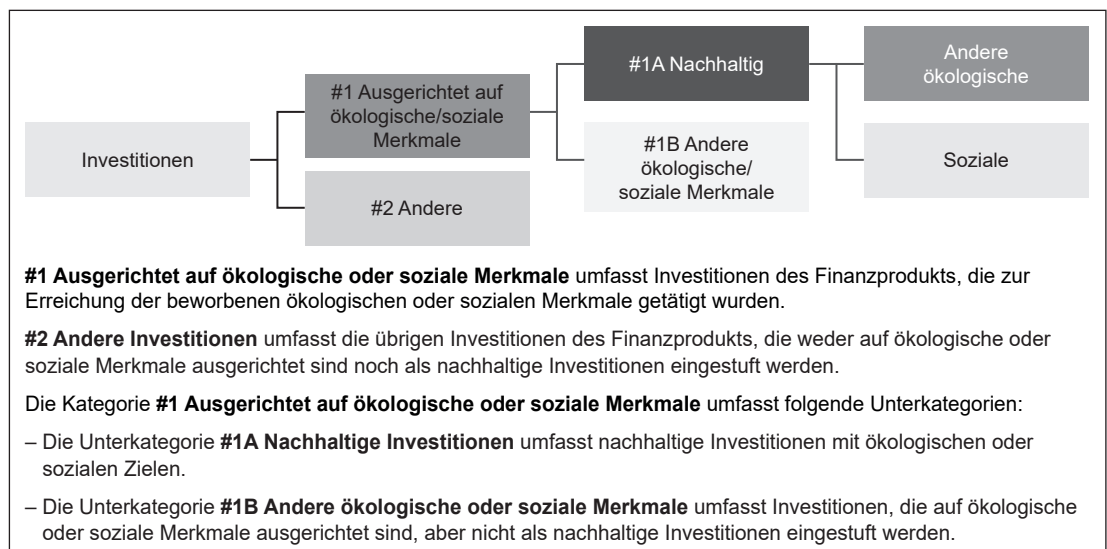 Investitionen
#1 Ausgerichtet auf
ökologische/soziale
Merkmale
#2 Andere
#1A Nachhaltig
#1B Andere
ökologische/
soziale Merkmale
Andere
ökologische
Soziale
#1 Ausgerichtet auf ökologische oder soziale Merkmale umfasst Investitionen des Finanzprodukts, die zur
Erreichung der beworbenen ökologischen oder sozialen Merkmale getätigt wurden.
#2 Andere Investitionen umfasst die übrigen Investitionen des Finanzprodukts, die weder auf ökologische oder
soziale Merkmale ausgerichtet sind noch als nachhaltige Investitionen eingestuft werden.
Die Kategorie #1 Ausgerichtet auf ökologische oder soziale Merkmale umfasst folgende Unterkategorien:
– Die Unterkategorie #1A Nachhaltige Investitionen umfasst nachhaltige Investitionen mit ökologischen oder
sozialen Zielen.
– Die Unterkategorie #1B Andere ökologische oder soziale Merkmale umfasst Investitionen, die auf ökologische
oder soziale Merkmale ausgerichtet sind, aber nicht als nachhaltige Investitionen eingestuft werden.